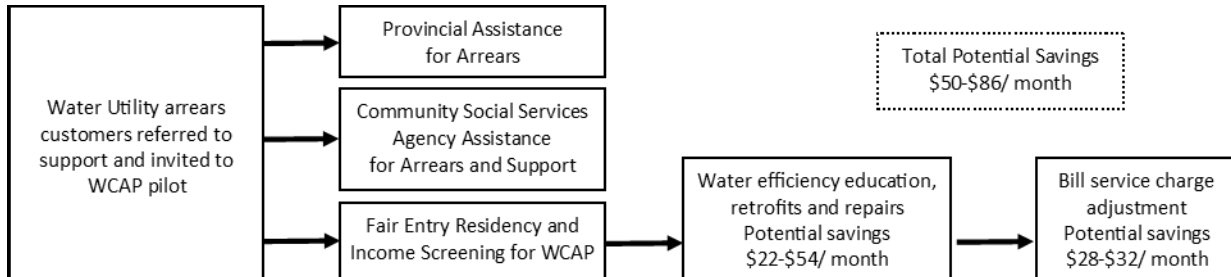 Water Utility arrears
customers referred to
support and invited to
WCAP pilot
Provincial Assistance
for Arrears
Community Social Services
Agency Assistance
for Arrears and Support
Fair Entry Residency and
Income Screening for WCAP
Water efficiency education,
retrofits and repairs
Potential savings
$22-$54/ month
Bill service charge
adjustment
Potential savings
$28-$32/ month
Total Potential Savings
$50-$86/ month